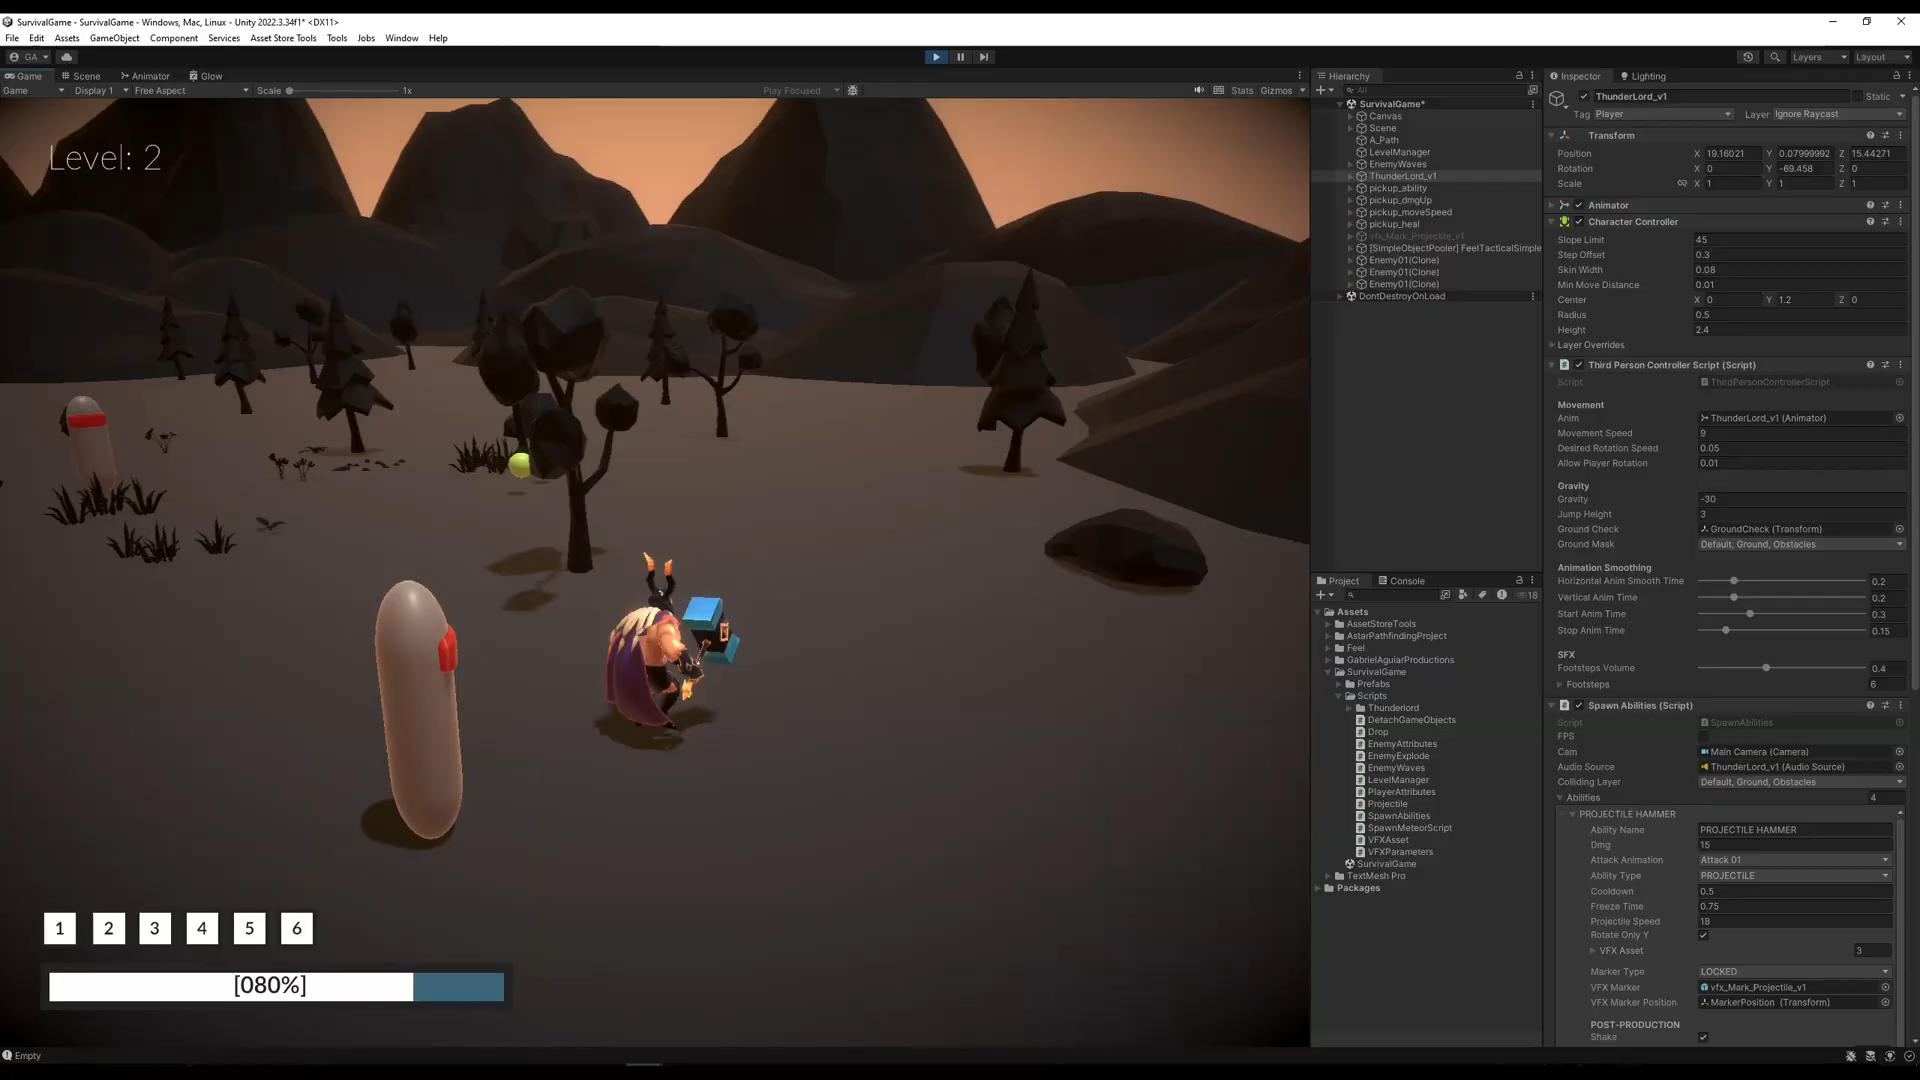 SurvivalGame - SurvivalGame - Windows, Mac, Linux - Unity 2022.3.34f1* <DX11>
File Edit Assets GameObject Component Services Asset Store Tools Tools Jobs Window Help
GA
Layers Layout
Game Scene Animator Glow
Game Display 1 Free Aspect Scale 1x Play Focused Stats Gizmos
Level: 2
1 2 3 4 5 6
[080%]
Empty
Hierarchy
All
SurvivalGame*
Canvas
Scene
A_Path
LevelManager
EnemyWaves
ThunderLord_v1
pickup_ability
pickup_dmgUp
pickup_moveSpeed
pickup_heal
vfx_Mark_Projectile_v1
[SimpleObjectPooler] FeelTacticalSimple
Enemy01(Clone)
Enemy01(Clone)
Enemy01(Clone)
DontDestroyOnLoad
Project Console
18
Assets
AssetStoreTools
AstarPathfindingProject
Feel
GabrielAguiarProductions
SurvivalGame
Prefabs
Scripts
Thunderlord
DetachGameObjects
Drop
EnemyAttributes
EnemyExplode
EnemyWaves
LevelManager
PlayerAttributes
Projectile
SpawnAbilities
SpawnMeteorScript
VFXAsset
VFXParameters
SurvivalGame
TextMesh Pro
Packages
Inspector Lighting
ThunderLord_v1 Static
Tag Player Layer Ignore Raycast
Transform
Position X 19.16021 Y 0.07999992 Z 15.44271
Rotation X 0 Y -69.458 Z 0
Scale X 1 Y 1 Z 1
Animator
Character Controller
Slope Limit 45
Step Offset 0.3
Skin Width 0.08
Min Move Distance 0.01
Center X 0 Y 1.2 Z 0
Radius 0.5
Height 2.4
Layer Overrides
Third Person Controller Script (Script)
Script ThirdPersonControllerScript
Movement
Anim ThunderLord_v1 (Animator)
Movement Speed 9
Desired Rotation Speed 0.05
Allow Player Rotation 0.01
Gravity
Gravity -30
Jump Height 3
Ground Check GroundCheck (Transform)
Ground Mask Default, Ground, Obstacles
Animation Smoothing
Horizontal Anim Smooth Time 0.2
Vertical Anim Time 0.2
Start Anim Time 0.3
Stop Anim Time 0.15
SFX
Footsteps Volume 0.4
Footsteps 6
Spawn Abilities (Script)
Script SpawnAbilities
FPS
Cam Main Camera (Camera)
Audio Source ThunderLord_v1 (Audio Source)
Colliding Layer Default, Ground, Obstacles
Abilities 4
PROJECTILE HAMMER
Ability Name PROJECTILE HAMMER
Dmg 15
Attack Animation Attack 01
Ability Type PROJECTILE
Cooldown 0.5
Freeze Time 0.75
Projectile Speed 18
Rotate Only Y
VFX Asset 3
Marker Type LOCKED
VFX Marker vfx_Mark_Projectile_v1
VFX Marker Position MarkerPosition (Transform)
POST-PRODUCTION
Shake